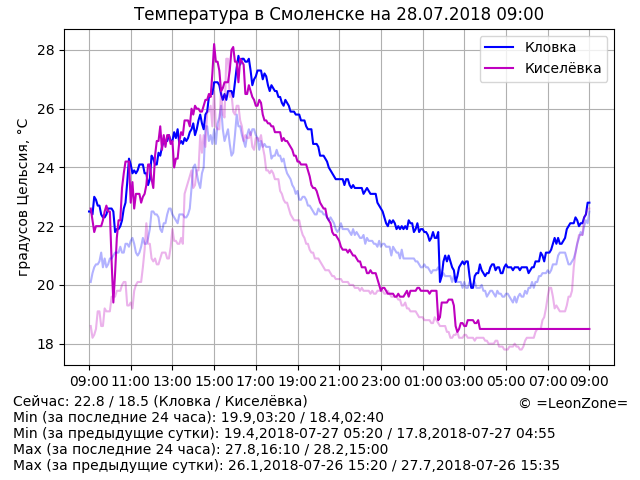 Температура в Смоленске на 28.07.2018 09:00
28
26
24
22
20
18
градусов Цельсия, °C
Кловка
Киселёвка
09:00 11:00 13:00 15:00 17:00 19:00 21:00 23:00 01:00 03:00 05:00 07:00 09:00
Сейчас: 22.8 / 18.5 (Кловка / Киселёвка)
© =LeonZone=
Min (за последние 24 часа): 19.9,03:20 / 18.4,02:40
Min (за предыдущие сутки): 19.4,2018-07-27 05:20 / 17.8,2018-07-27 04:55
Max (за последние 24 часа): 27.8,16:10 / 28.2,15:00
Max (за предыдущие сутки): 26.1,2018-07-26 15:20 / 27.7,2018-07-26 15:35